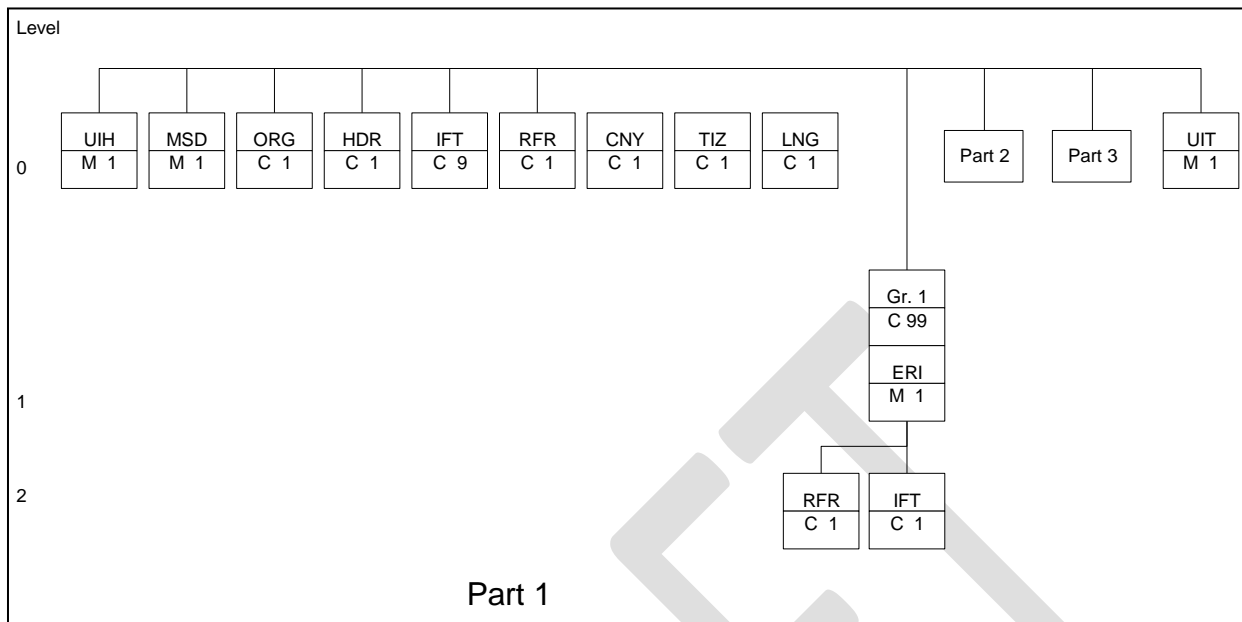 Level
UIH MSD ORG HDR IFT RFR CNY TIZ LNG Part 2 Part 3 UIT
0 M 1 M 1 C 1 C 1 C 9 C 1 C 1 C 1 C 1 M 1
Gr. 1
C 99
ERI
1 M 1
2 RFR IFT
C 1 C 1
Part 1